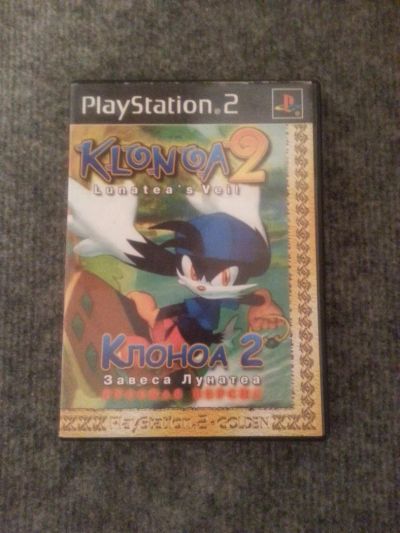 PlayStation.2
KLONOA 2
Lunatea's Veil
КЛОНОА 2
Завеса Лунатеа
PlayStation.2 GOLDEN